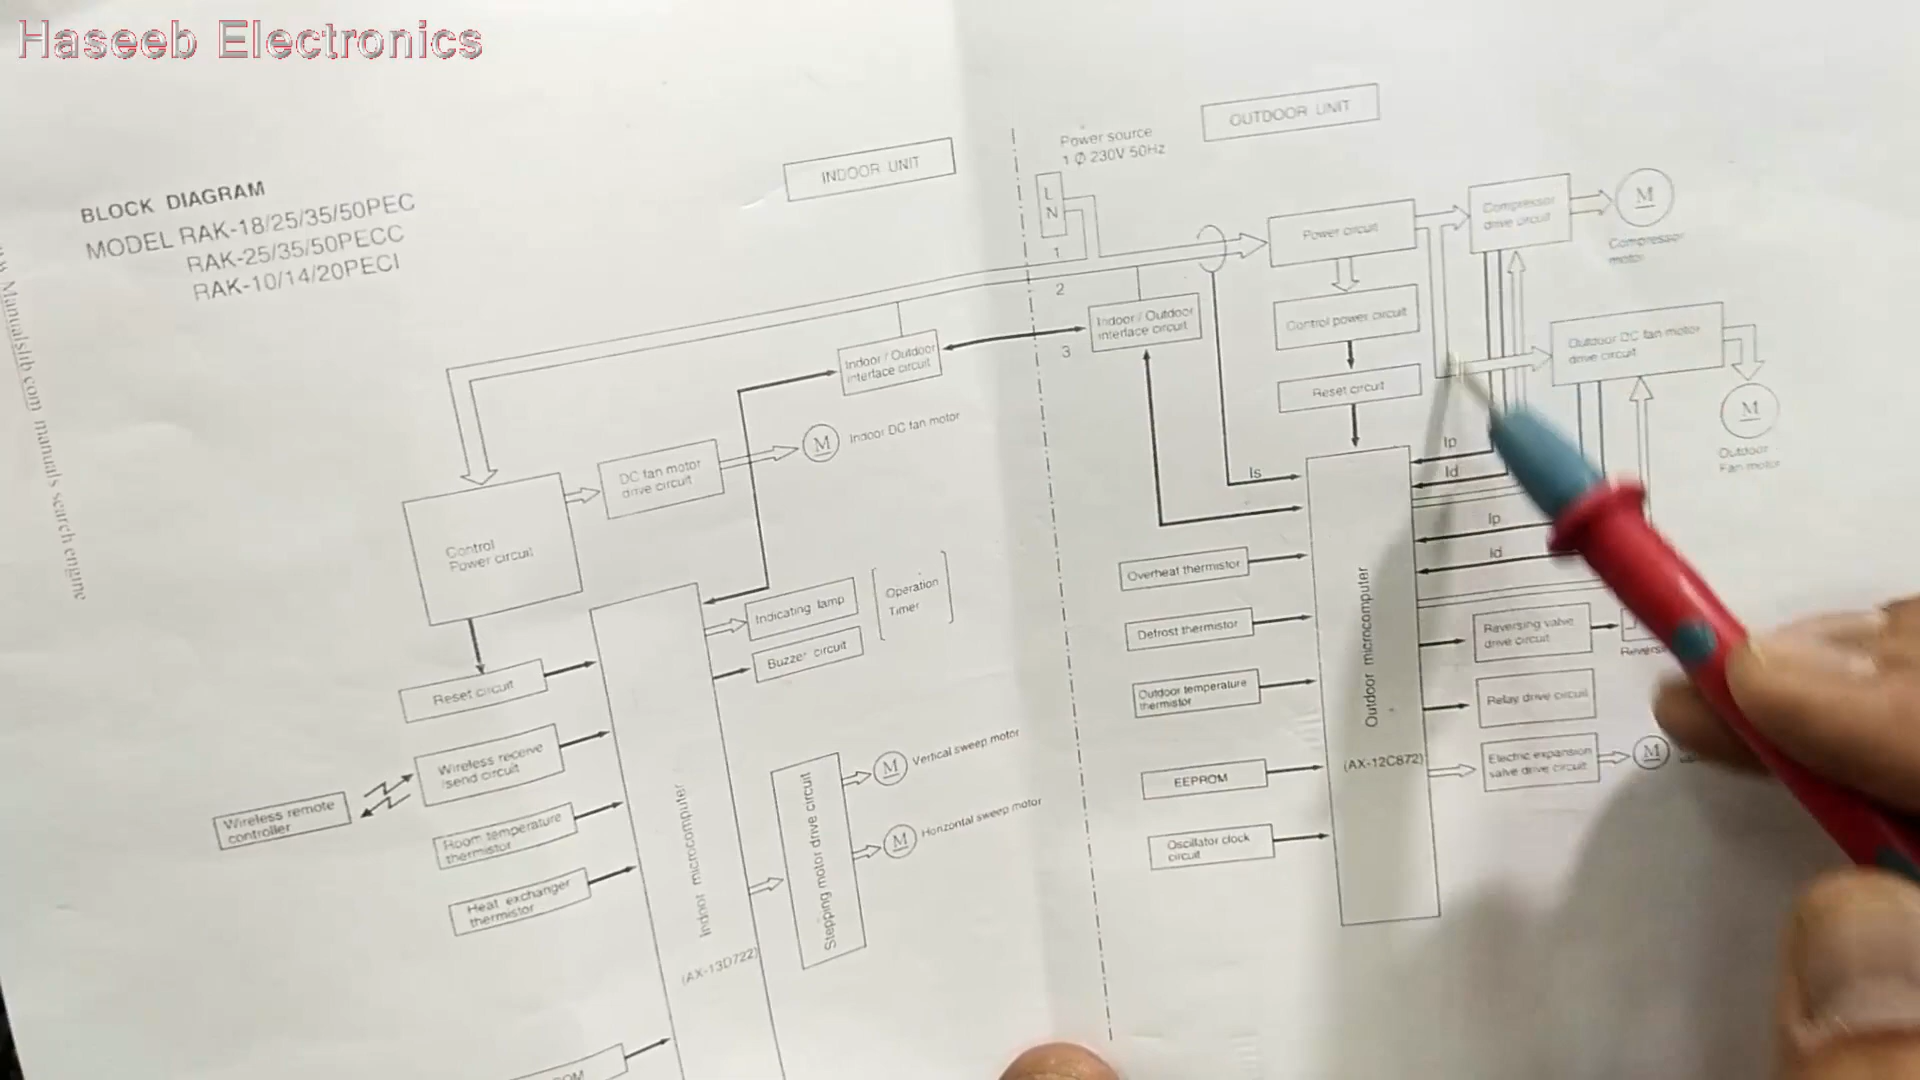 Haseeb Electronics
BLOCK DIAGRAM
MODEL RAK-18/25/35/50PEC
RAK-25/35/50PECC
RAK-10/14/20PECI
manuals search engine
INDOOR UNIT
OUTDOOR UNIT
Power source
1 Ø 230V 50Hz
L
N
1
2
3
Power circuit
Compressor
drive circuit
M
Compressor
motor
Control power circuit
Reset circuit
Outdoor DC fan motor
drive circuit
M
Outdoor
Fan motor
Indoor / Outdoor
interface circuit
Indoor / Outdoor
interface circuit
Control
Power circuit
DC fan motor
drive circuit
M
Indoor DC fan motor
Indicating lamp
Operation
Timer
Buzzer circuit
Reset circuit
Wireless receive
/send circuit
Wireless remote
controller
Room temperature
thermistor
Heat exchanger
thermistor
Indoor microcomputer
(AX-13D722)
Stepping motor drive circuit
M
Vertical sweep motor
M
Horizontal sweep motor
Is
Ip
Id
Ip
Id
Overheat thermistor
Defrost thermistor
Outdoor temperature
thermistor
EEPROM
Oscillator clock
circuit
Outdoor microcomputer
(AX-12C872)
Reversing valve
drive circuit
Relay drive circuit
Electric expansion
valve drive circuit
M